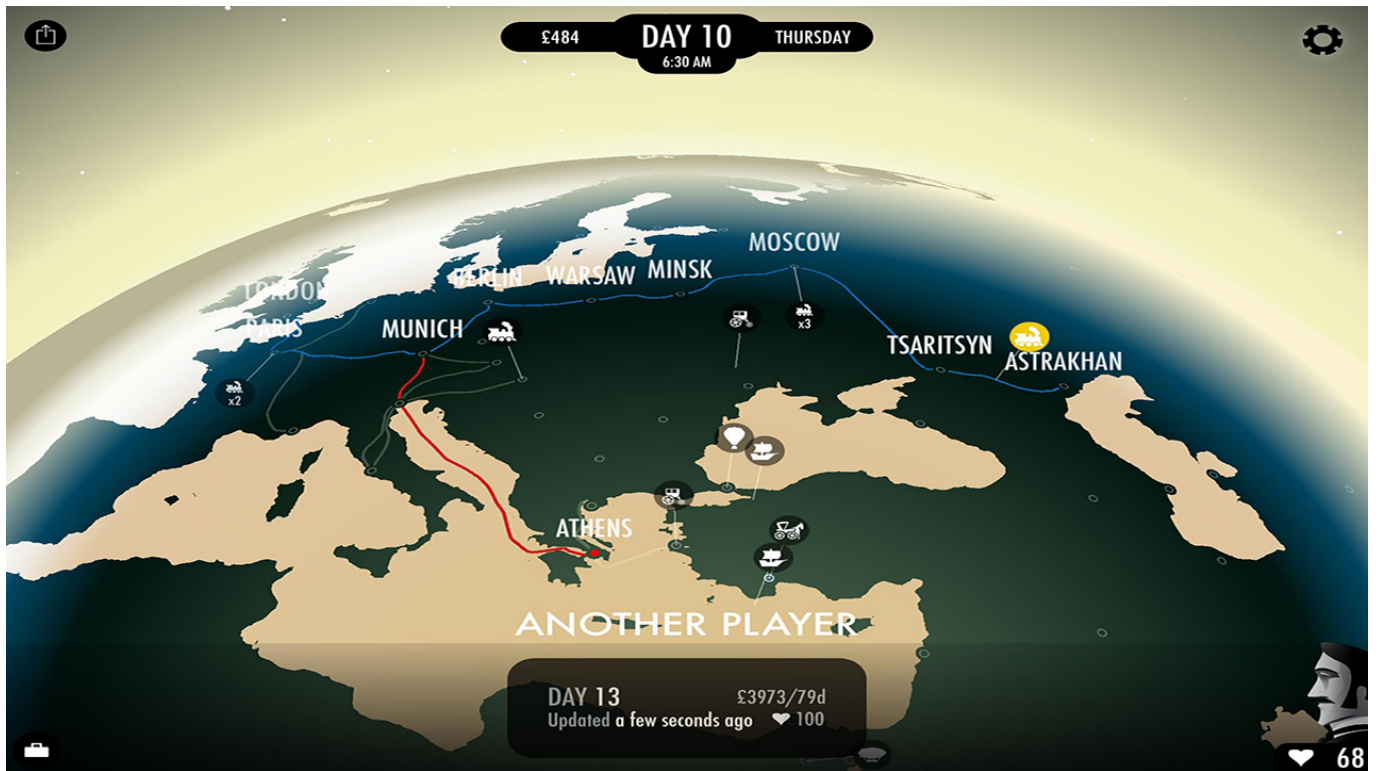 £484
DAY 10
THURSDAY
6:30 AM
MOSCOW
LONDON
BERLIN
WARSAW
MINSK
PARIS
MUNICH
x3
TSARITSYN
ASTRAKHAN
x2
ATHENS
ANOTHER PLAYER
DAY 13
£3973/79d
Updated a few seconds ago
100
68